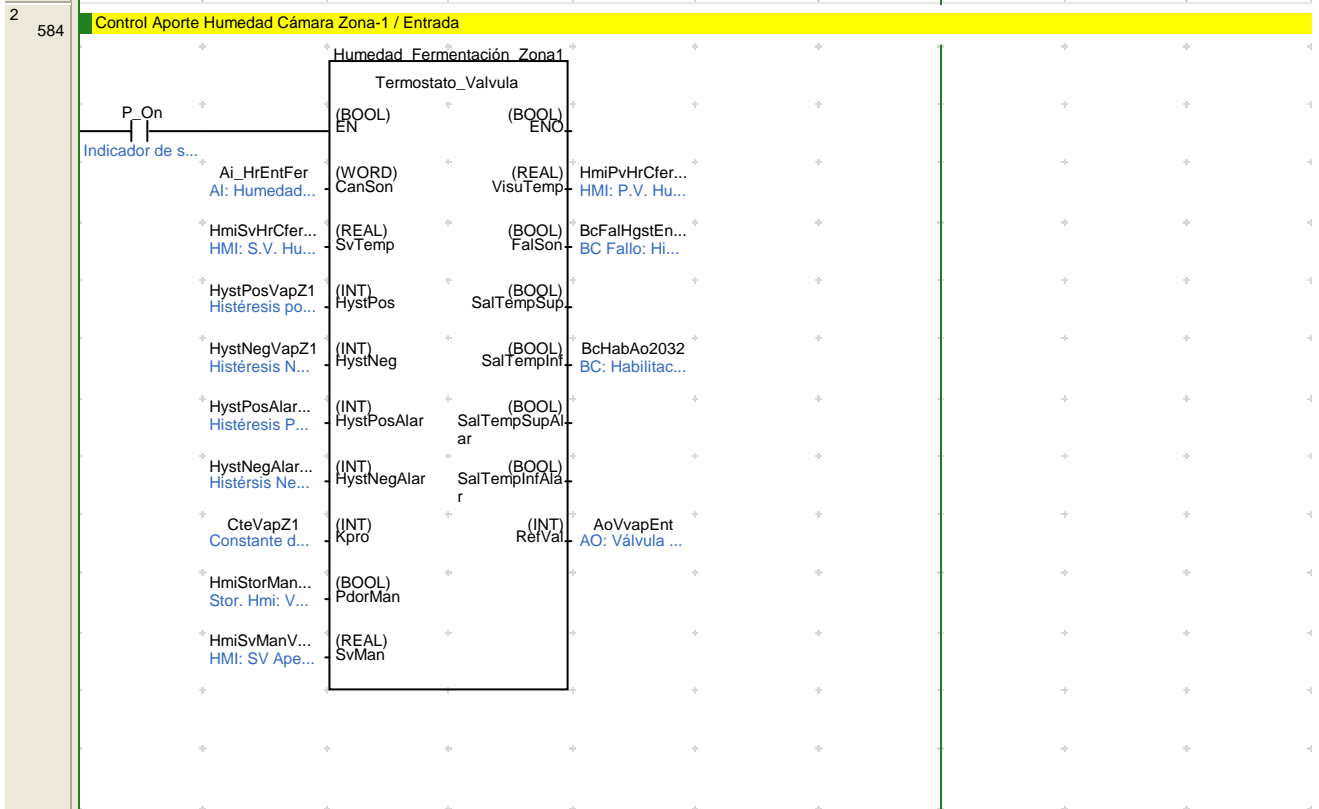 2
584
Control Aporte Humedad Cámara Zona-1 / Entrada
Humedad_Fermentación_Zona1
Termostato_Valvula
P_On
(BOOL)
EN
(BOOL)
ENO
Indicador de s...
Ai_HrEntFer
AI: Humedad...
(WORD)
CanSon
(REAL)
VisuTemp
HmiPvHrCfer...
HMI: P.V. Hu...
HmiSvHrCfer...
HMI: S.V. Hu...
(REAL)
SvTemp
(BOOL)
FalSon
BcFalHgstEn...
BC Fallo: Hi...
HystPosVapZ1
Histéresis po...
(INT)
HystPos
(BOOL)
SalTempSup
HystNegVapZ1
Histéresis N...
(INT)
HystNeg
(BOOL)
SalTempInf
BcHabAo2032
BC: Habilitac...
HystPosAlar...
Histéresis P...
(INT)
HystPosAlar
(BOOL)
SalTempSupAl
ar
HystNegAlar...
Histérsis Ne...
(INT)
HystNegAlar
(BOOL)
SalTempInfAla
r
CteVapZ1
Constante d...
(INT)
Kpro
(INT)
RefVal
AoVvapEnt
AO: Válvula ...
HmiStorMan...
Stor. Hmi: V...
(BOOL)
PdorMan
HmiSvManV...
HMI: SV Ape...
(REAL)
SvMan